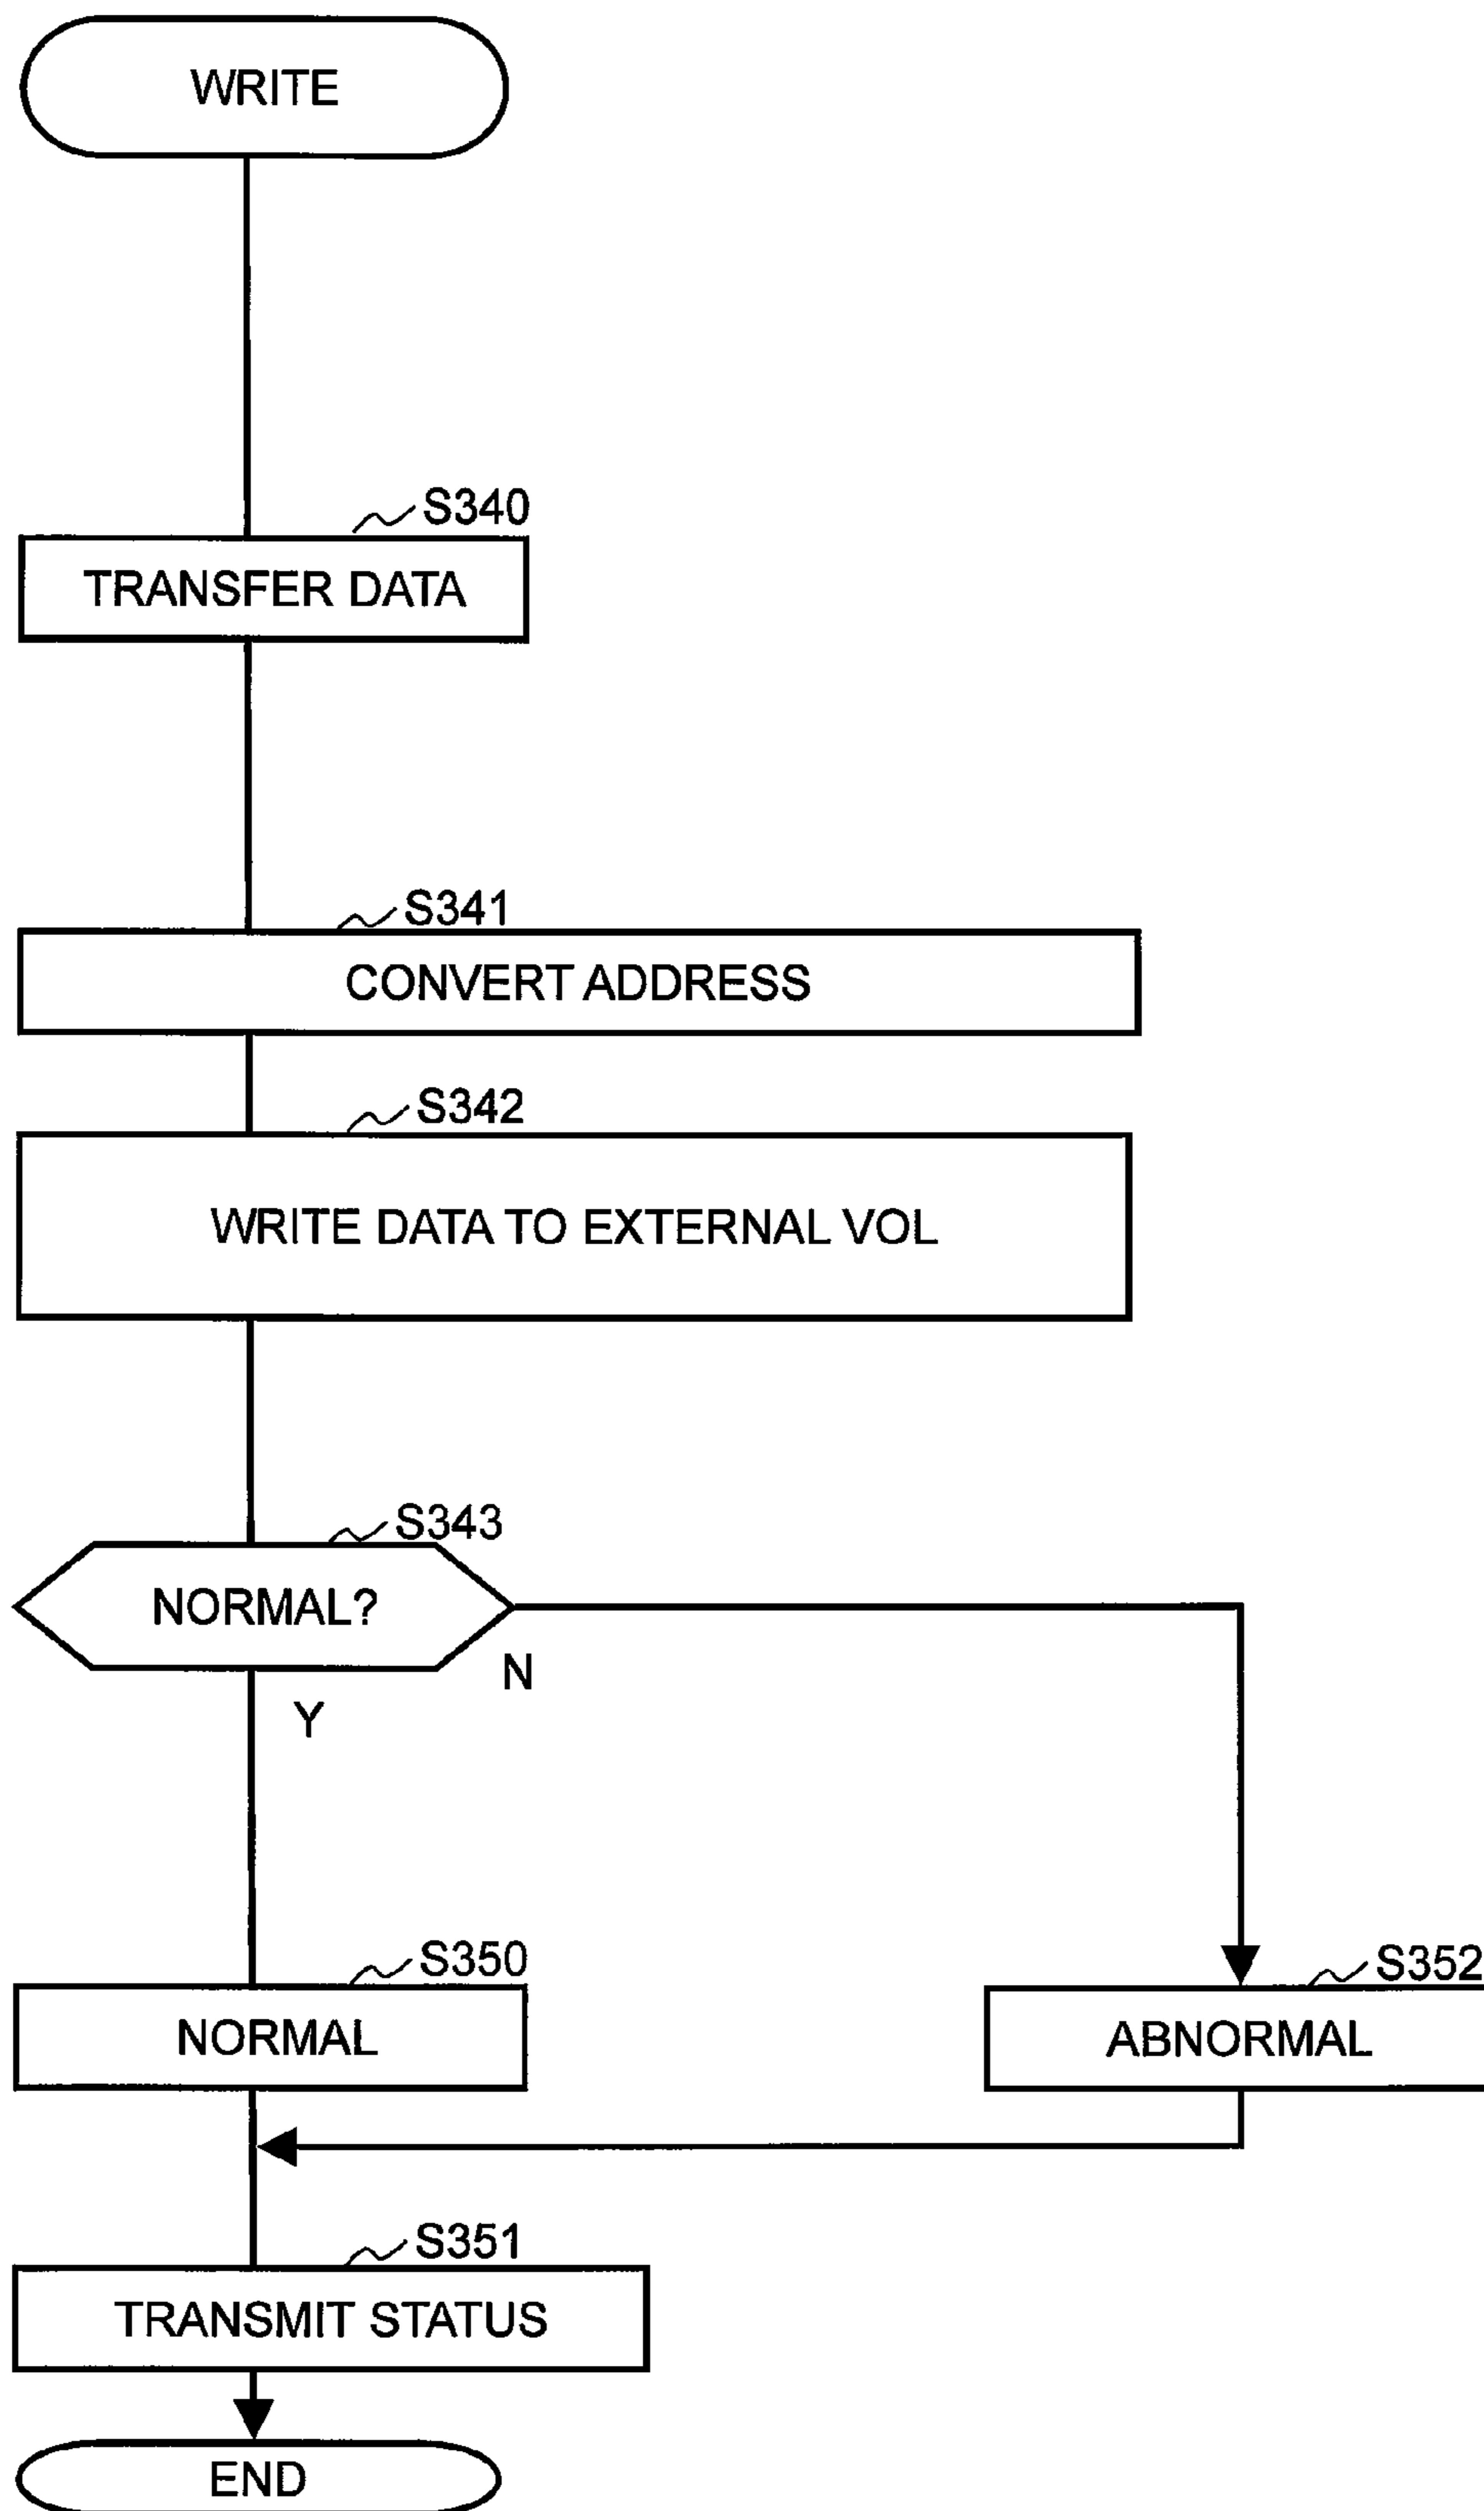 WRITE
S340
TRANSFER DATA
S341
CONVERT ADDRESS
S342
WRITE DATA TO EXTERNAL VOL
S343
NORMAL?
N
Y
S350
S352
NORMAL
ABNORMAL
S351
TRANSMIT STATUS
END